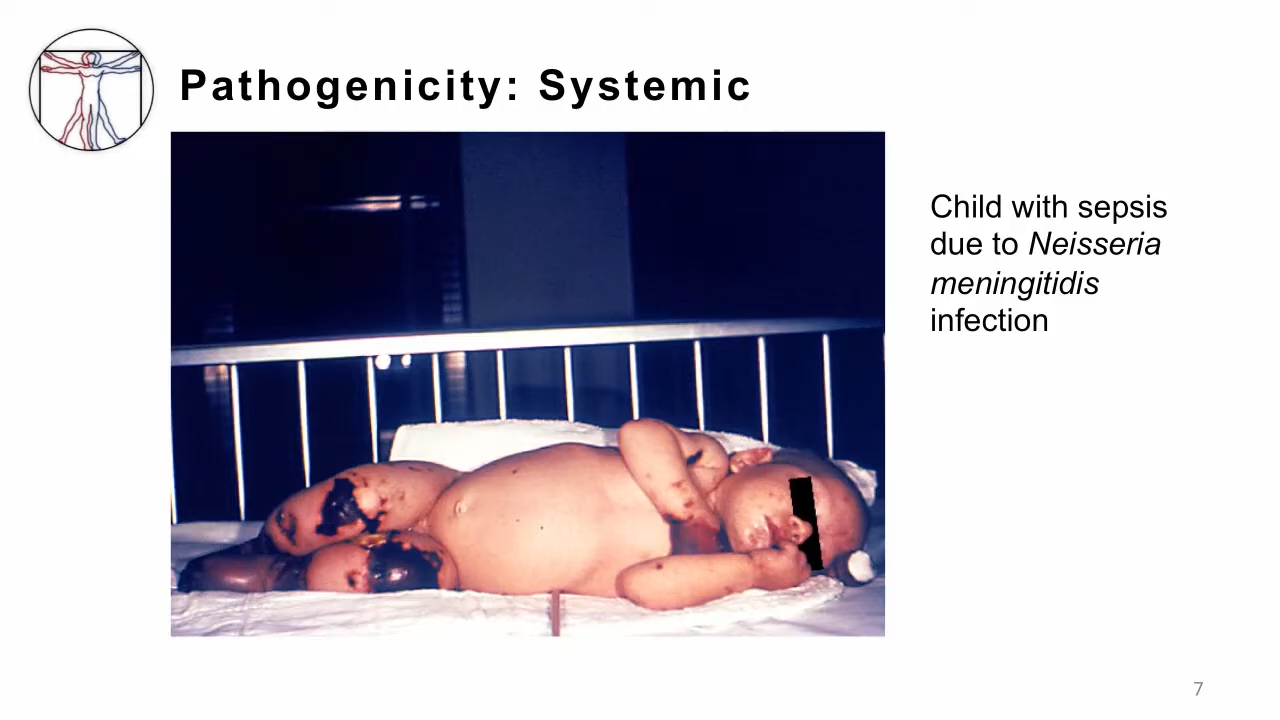 Pathogenicity: Systemic
Child with sepsis
due to Neisseria
meningitidis
infection
7